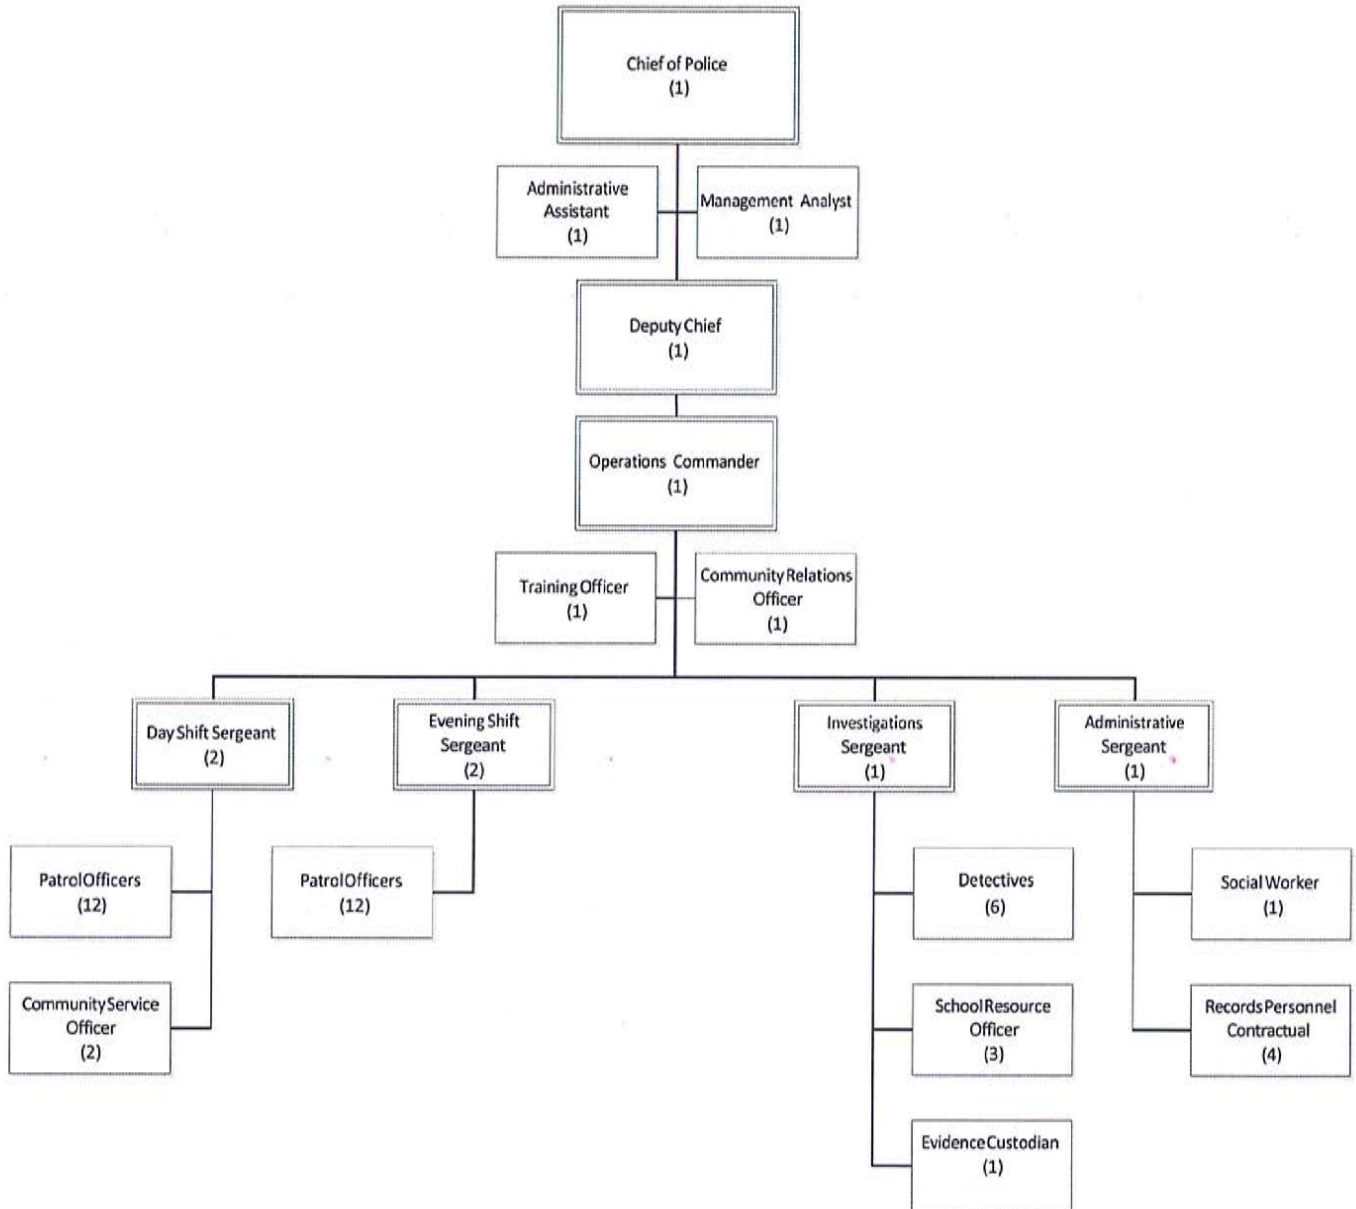 Chief of Police
(1)
Administrative
Assistant
(1)
Management Analyst
(1)
Deputy Chief
(1)
Operations Commander
(1)
Training Officer
(1)
Community Relations
Officer
(1)
Day Shift Sergeant
(2)
Evening Shift
Sergeant
(2)
Investigations
Sergeant
(1)
Administrative
Sergeant
(1)
Patrol Officers
(12)
Patrol Officers
(12)
Detectives
(6)
Social Worker
(1)
Community Service
Officer
(2)
School Resource
Officer
(3)
Records Personnel
Contractual
(4)
Evidence Custodian
(1)